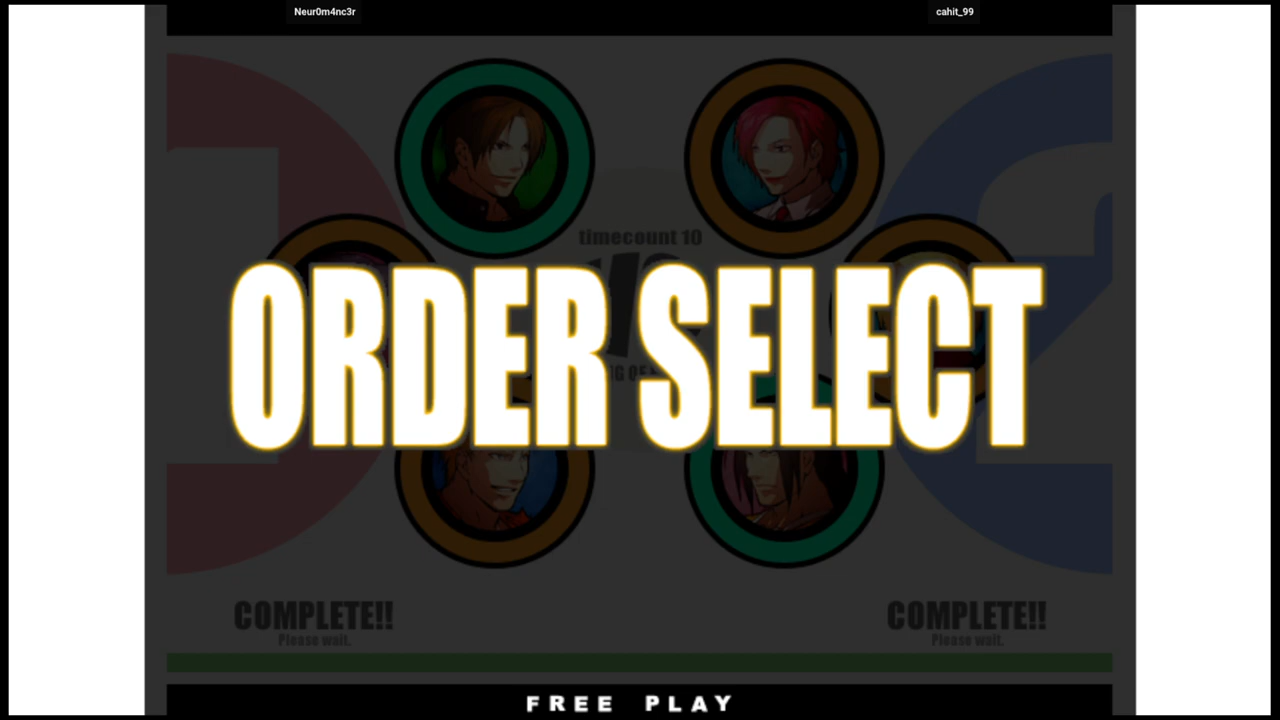 Neur0m4nc3r
cahit_99
timecount 10
ORDER SELECT
COMPLETE!!
Please wait.
COMPLETE!!
Please wait.
FREE PLAY